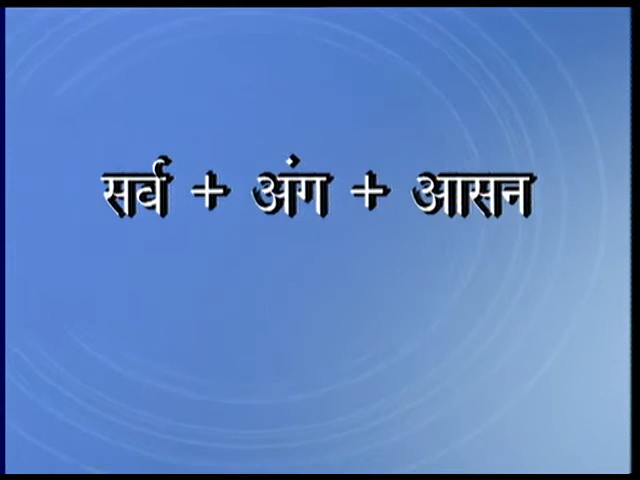 सर्व + अंग + आसन